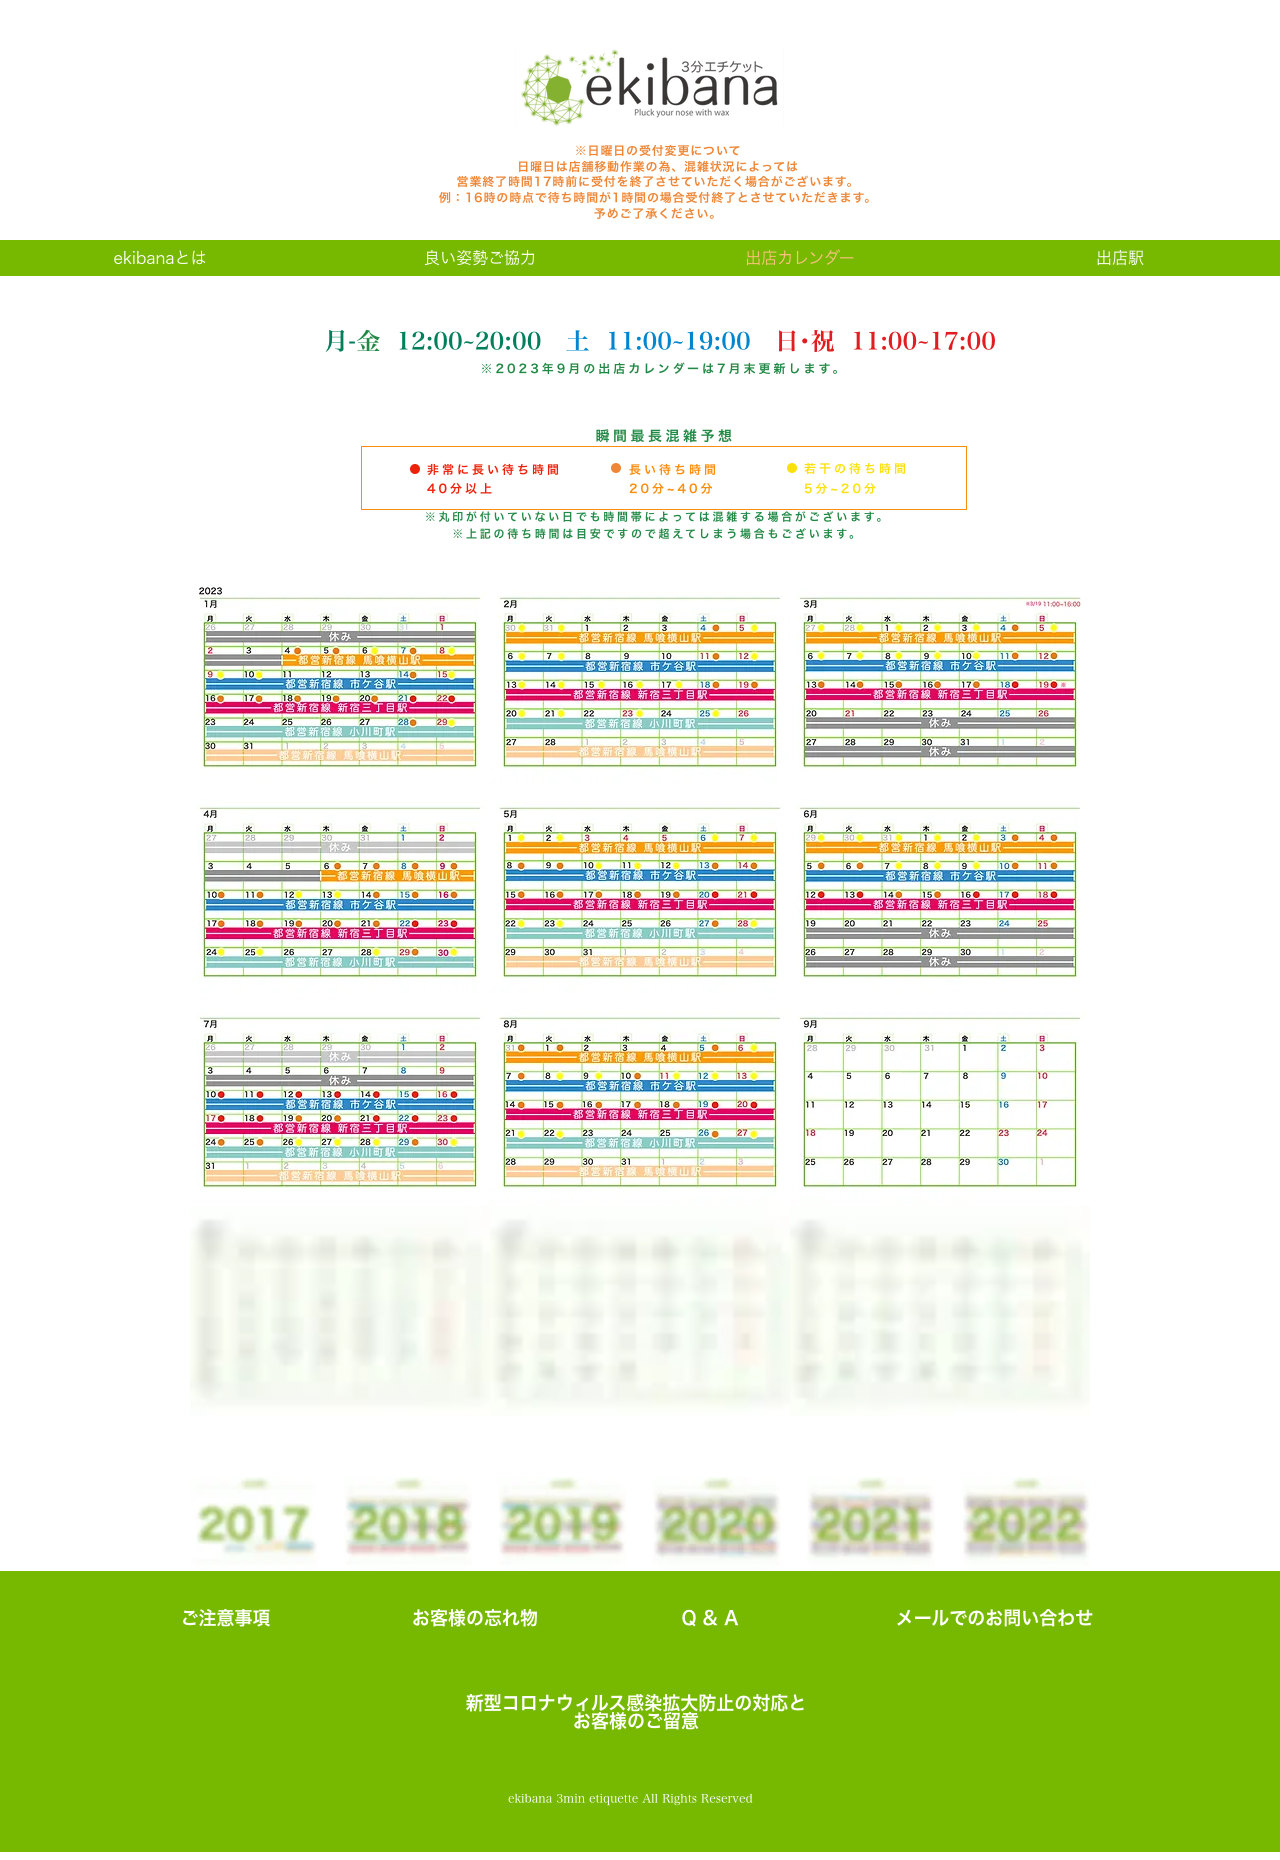 3分エチケット
ekibana
Pluck your nose with wax
※日曜日の受付変更について
日曜日は店舗移動作業の為、混雑状況によっては
営業終了時間17時前に受付を終了させていただく場合がございます。
例：16時の時点で待ち時間が1時間の場合受付終了とさせていただきます。
予めご了承ください。
ekibanaとは 良い姿勢ご協力 出店カレンダー 出店駅
月-金 12:00~20:00 土 11:00~19:00 日・祝 11:00~17:00
※2023年9月の出店カレンダーは7月末更新します。
瞬間最長混雑予想
● 非常に長い待ち時間 ● 長い待ち時間 ● 若干の待ち時間
40分以上 20分~40分 5分~20分
※丸印が付いていない日でも時間帯によっては混雑する場合がございます。
※上記の待ち時間は目安ですので超えてしまう場合もございます。
2023
1月
月 火 水 木 金 土 日
26 27 28 29 30 31 1
休み
2 3 4 5 6 7 8
都営新宿線 馬喰横山駅
9 10 11 12 13 14 15
都営新宿線 市ケ谷駅
16 17 18 19 20 21 22
都営新宿線 新宿三丁目駅
23 24 25 26 27 28 29
都営新宿線 小川町駅
30 31 1 2 3 4 5
都営新宿線 馬喰横山駅
2月
月 火 水 木 金 土 日
30 31 1 2 3 4 5
都営新宿線 馬喰横山駅
6 7 8 9 10 11 12
都営新宿線 市ケ谷駅
13 14 15 16 17 18 19
都営新宿線 新宿三丁目駅
20 21 22 23 24 25 26
都営新宿線 小川町駅
27 28 1 2 3 4 5
都営新宿線 馬喰横山駅
3月 ※3/19 11:00~16:00
月 火 水 木 金 土 日
27 28 1 2 3 4 5
都営新宿線 馬喰横山駅
6 7 8 9 10 11 12
都営新宿線 市ケ谷駅
13 14 15 16 17 18 19 ※
都営新宿線 新宿三丁目駅
20 21 22 23 24 25 26
休み
27 28 29 30 31 1 2
休み
4月
月 火 水 木 金 土 日
27 28 29 30 31 1 2
休み
3 4 5 6 7 8 9
都営新宿線 馬喰横山駅
10 11 12 13 14 15 16
都営新宿線 市ケ谷駅
17 18 19 20 21 22 23
都営新宿線 新宿三丁目駅
24 25 26 27 28 29 30
都営新宿線 小川町駅
5月
月 火 水 木 金 土 日
1 2 3 4 5 6 7
都営新宿線 馬喰横山駅
8 9 10 11 12 13 14
都営新宿線 市ケ谷駅
15 16 17 18 19 20 21
都営新宿線 新宿三丁目駅
22 23 24 25 26 27 28
都営新宿線 小川町駅
29 30 31 1 2 3 4
都営新宿線 馬喰横山駅
6月
月 火 水 木 金 土 日
29 30 31 1 2 3 4
都営新宿線 馬喰横山駅
5 6 7 8 9 10 11
都営新宿線 市ケ谷駅
12 13 14 15 16 17 18
都営新宿線 新宿三丁目駅
19 20 21 22 23 24 25
休み
26 27 28 29 30 1 2
休み
7月
月 火 水 木 金 土 日
26 27 28 29 30 1 2
休み
3 4 5 6 7 8 9
休み
10 11 12 13 14 15 16
都営新宿線 市ケ谷駅
17 18 19 20 21 22 23
都営新宿線 新宿三丁目駅
24 25 26 27 28 29 30
都営新宿線 小川町駅
31 1 2 3 4 5 6
都営新宿線 馬喰横山駅
8月
月 火 水 木 金 土 日
31 1 2 3 4 5 6
都営新宿線 馬喰横山駅
7 8 9 10 11 12 13
都営新宿線 市ケ谷駅
14 15 16 17 18 19 20
都営新宿線 新宿三丁目駅
21 22 23 24 25 26 27
都営新宿線 小川町駅
28 29 30 31 1 2 3
都営新宿線 馬喰横山駅
9月
月 火 水 木 金 土 日
28 29 30 31 1 2 3
4 5 6 7 8 9 10
11 12 13 14 15 16 17
18 19 20 21 22 23 24
25 26 27 28 29 30 1
2017 2018 2019 2020 2021 2022
ご注意事項 お客様の忘れ物 Q & A メールでのお問い合わせ
新型コロナウィルス感染拡大防止の対応と
お客様のご留意
ekibana 3min etiquette All Rights Reserved